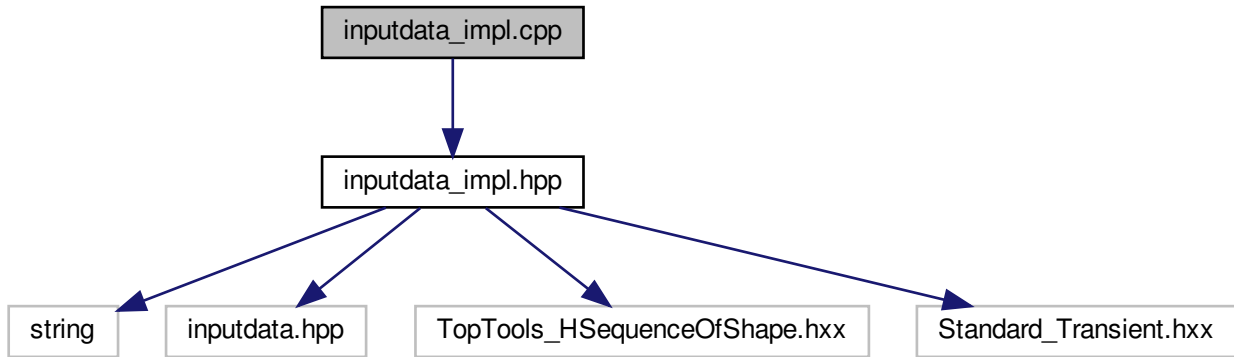 inputdata_impl.cpp
inputdata_impl.hpp
string
inputdata.hpp
TopTools_HSequenceOfShape.hxx
Standard_Transient.hxx